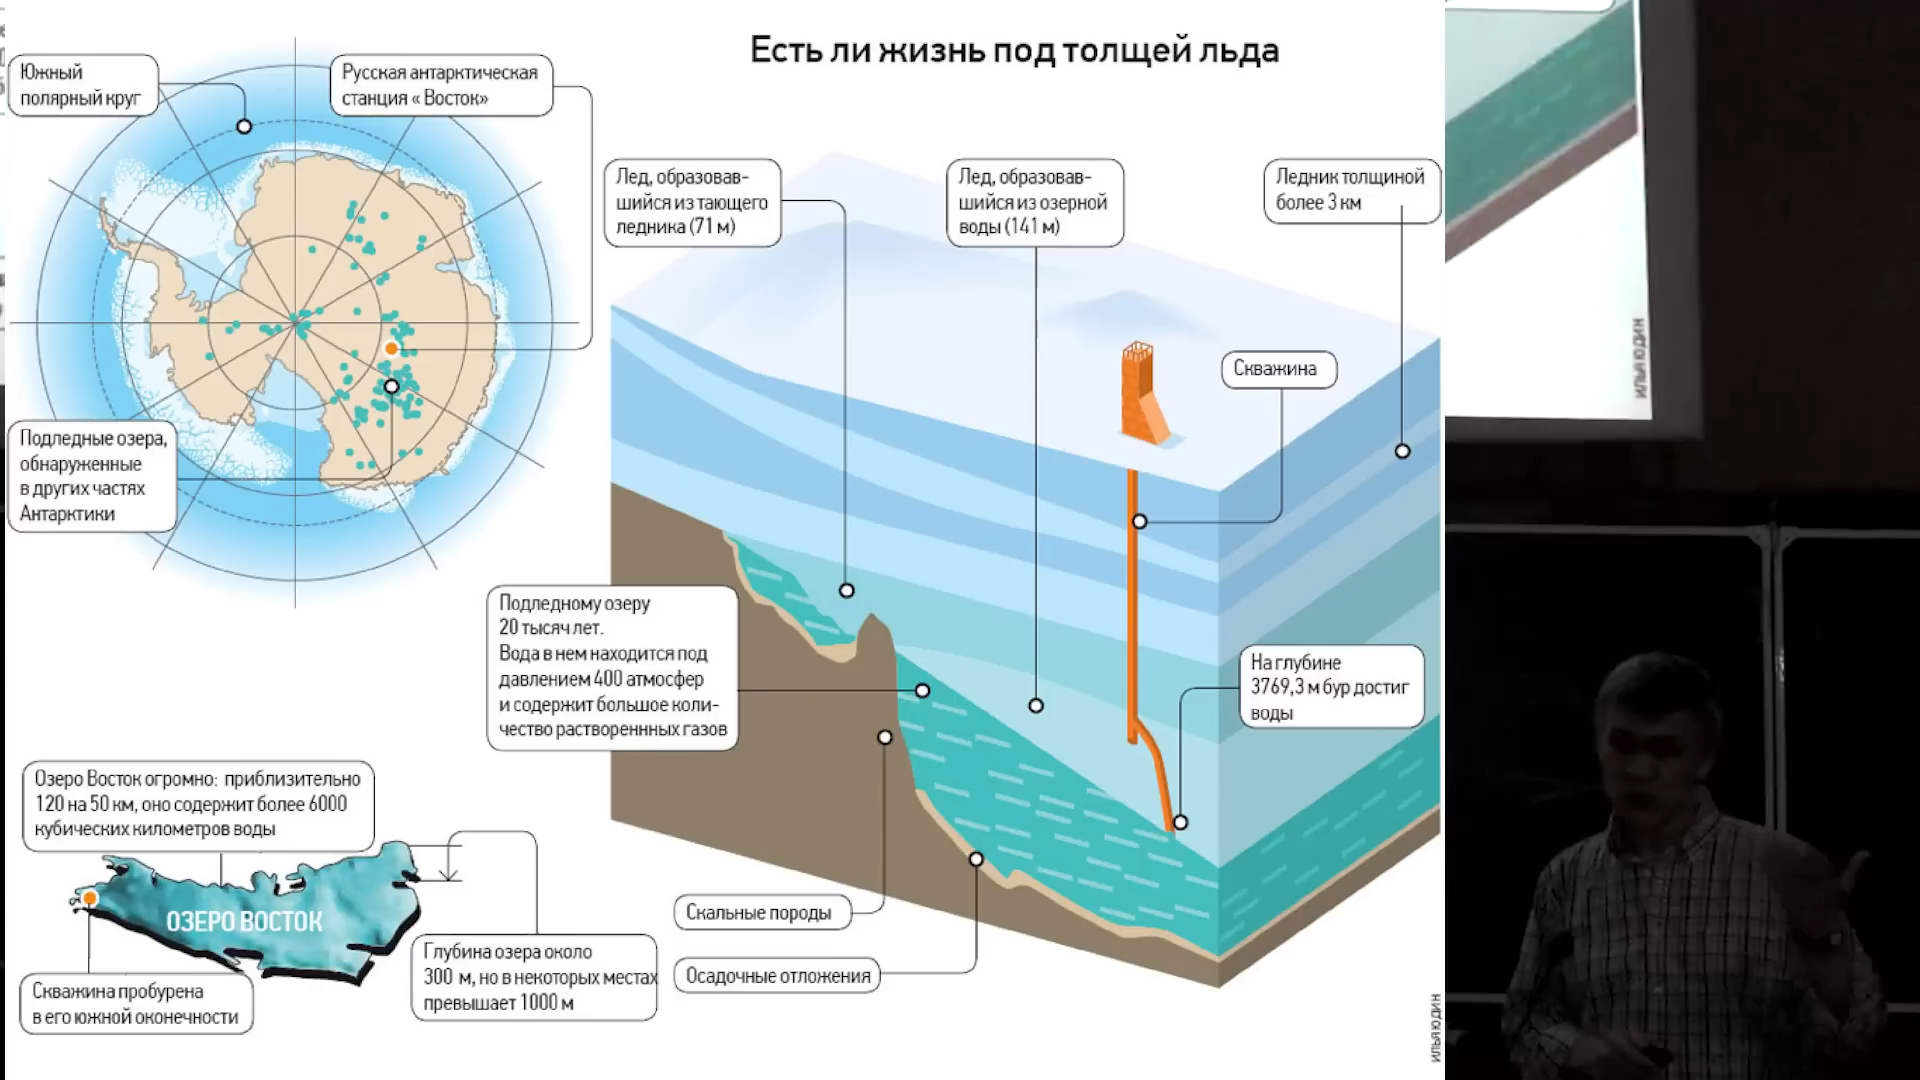 Есть ли жизнь под толщей льда
Южный
полярный круг
Русская антарктическая
станция « Восток»
Лед, образовав-
шийся из тающего
ледника (71 м)
Лед, образовав-
шийся из озерной
воды (141 м)
Ледник толщиной
более 3 км
Скважина
Подледные озера,
обнаруженные
в других частях
Антарктики
Подледному озеру
20 тысяч лет.
Вода в нем находится под
давлением 400 атмосфер
и содержит большое коли-
чество растворенных газов
На глубине
3769,3 м бур достиг
воды
Озеро Восток огромно: приблизительно
120 на 50 км, оно содержит более 6000
кубических километров воды
ОЗЕРО ВОСТОК
Скважина пробурена
в его южной оконечности
Глубина озера около
300 м, но в некоторых местах
превышает 1000 м
Скальные породы
Осадочные отложения
ИЛЬЯ ЮДИН
ИЛЬЯ ЮДИН